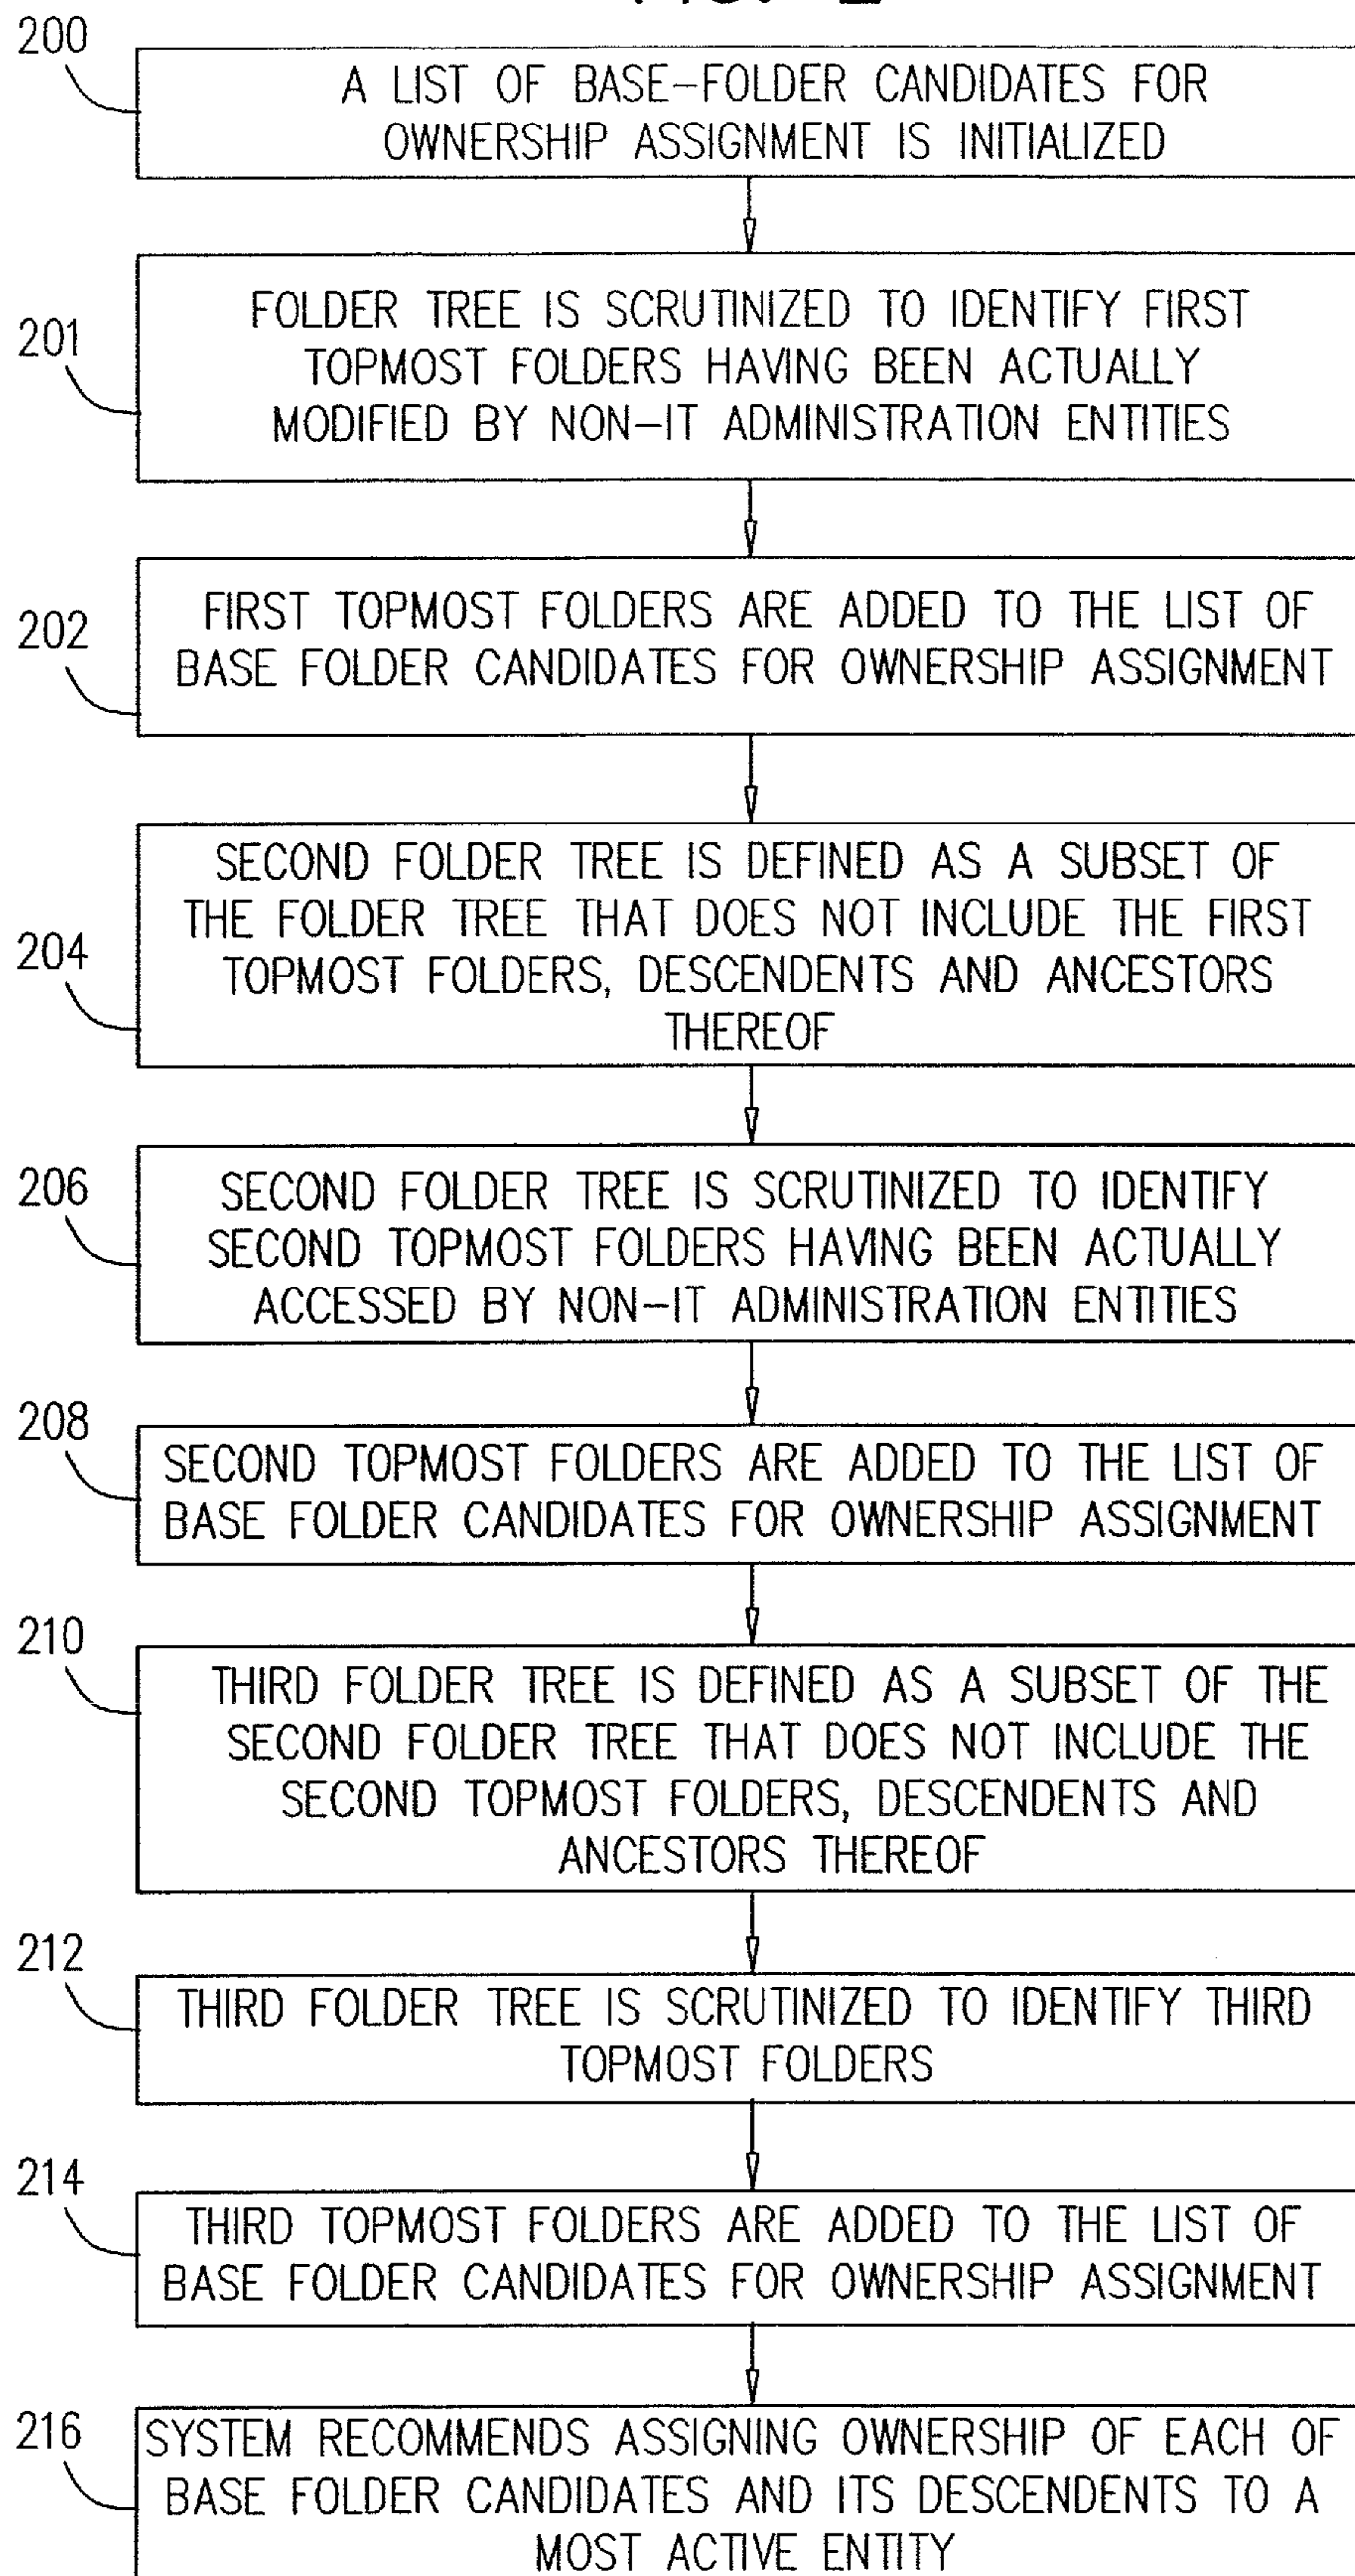 200
A LIST OF BASE-FOLDER CANDIDATES FOR
OWNERSHIP ASSIGNMENT IS INITIALIZED
201
FOLDER TREE IS SCRUTINIZED TO IDENTIFY FIRST
TOPMOST FOLDERS HAVING BEEN ACTUALLY
MODIFIED BY NON-IT ADMINISTRATION ENTITIES
202
FIRST TOPMOST FOLDERS ARE ADDED TO THE LIST OF
BASE FOLDER CANDIDATES FOR OWNERSHIP ASSIGNMENT
204
SECOND FOLDER TREE IS DEFINED AS A SUBSET OF
THE FOLDER TREE THAT DOES NOT INCLUDE THE FIRST
TOPMOST FOLDERS, DESCENDENTS AND ANCESTORS
THEREOF
206
SECOND FOLDER TREE IS SCRUTINIZED TO IDENTIFY
SECOND TOPMOST FOLDERS HAVING BEEN ACTUALLY
ACCESSED BY NON-IT ADMINISTRATION ENTITIES
208
SECOND TOPMOST FOLDERS ARE ADDED TO THE LIST OF
BASE FOLDER CANDIDATES FOR OWNERSHIP ASSIGNMENT
210
THIRD FOLDER TREE IS DEFINED AS A SUBSET OF THE
SECOND FOLDER TREE THAT DOES NOT INCLUDE THE
SECOND TOPMOST FOLDERS, DESCENDENTS AND
ANCESTORS THEREOF
212
THIRD FOLDER TREE IS SCRUTINIZED TO IDENTIFY THIRD
TOPMOST FOLDERS
214
THIRD TOPMOST FOLDERS ARE ADDED TO THE LIST OF
BASE FOLDER CANDIDATES FOR OWNERSHIP ASSIGNMENT
216
SYSTEM RECOMMENDS ASSIGNING OWNERSHIP OF EACH OF
BASE FOLDER CANDIDATES AND ITS DESCENDENTS TO A
MOST ACTIVE ENTITY